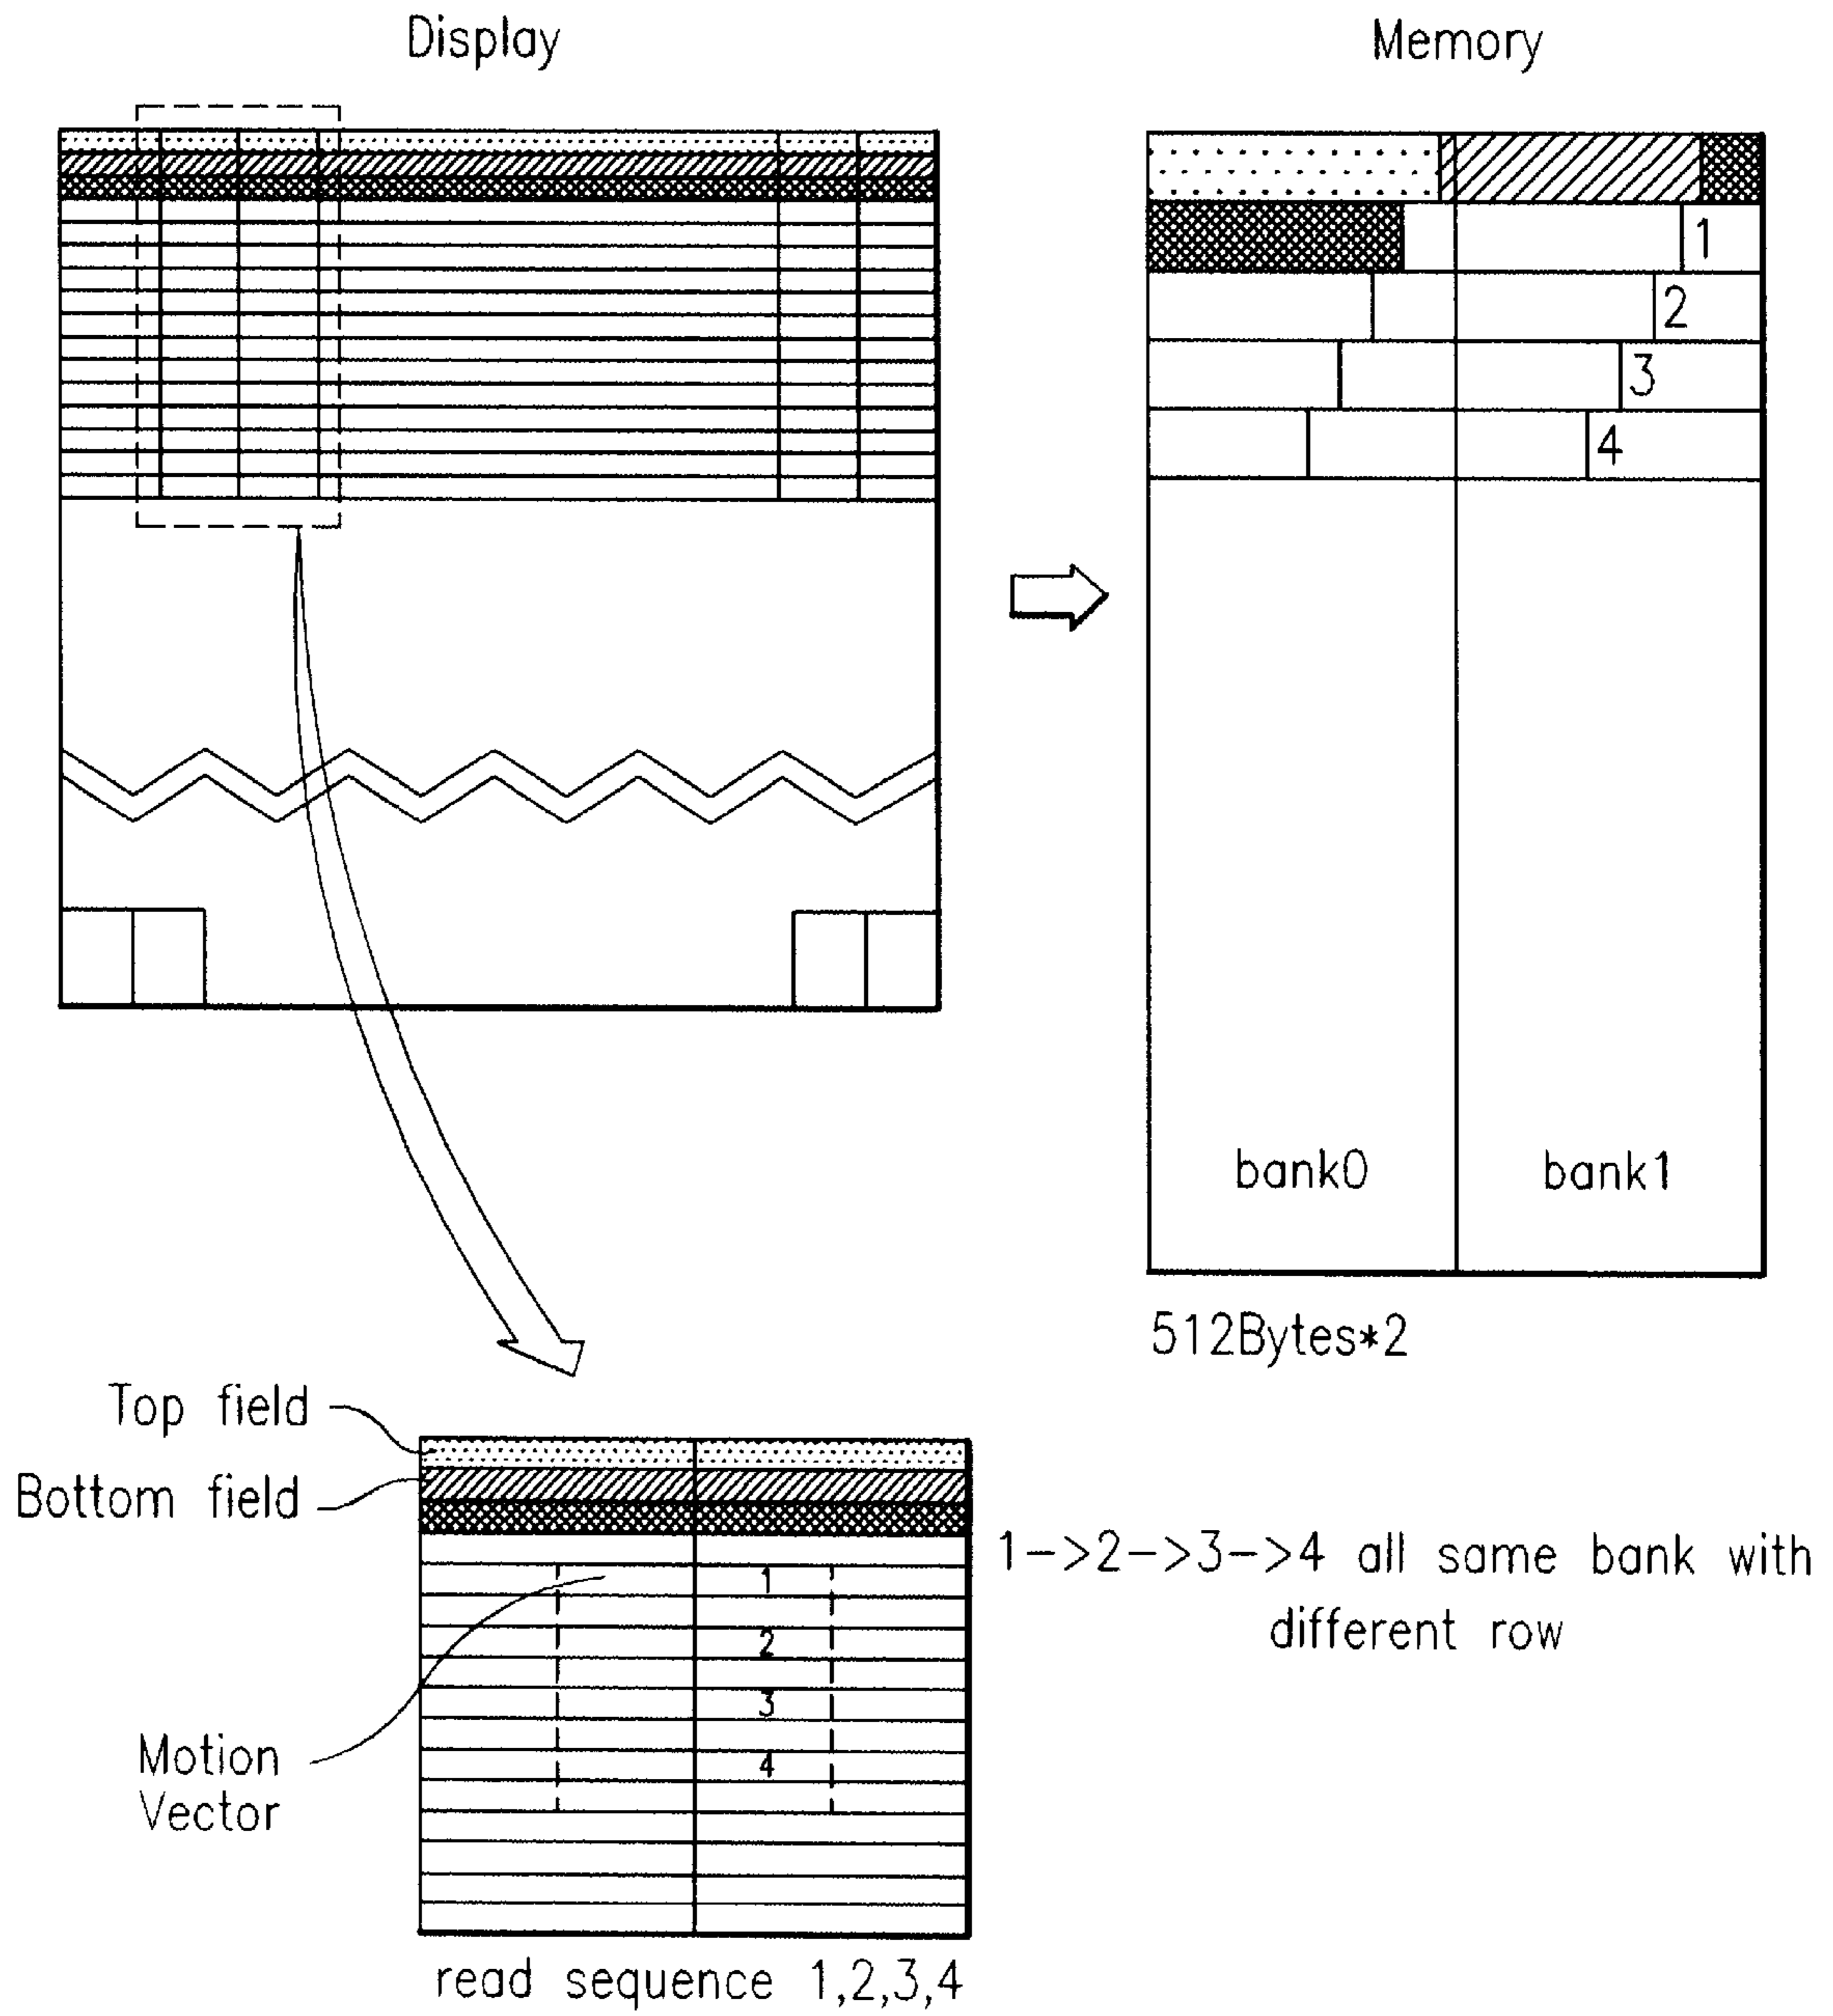 Display
Memory
1
2
3
4
bank0
bank1
512Bytes*2
Top field
Bottom field
Motion
Vector
1
2
3
4
1->2->3->4 all same bank with
different row
read sequence 1,2,3,4